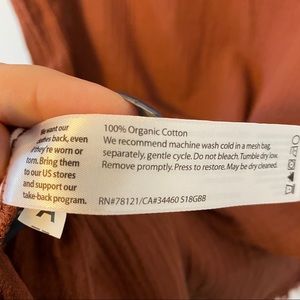 We want our
clothes back, even
if they're worn or
torn. Bring them
to our US stores
and support our
take-back program.
100% Organic Cotton
We recommend machine wash cold in a mesh bag,
separately, gentle cycle. Do not bleach. Tumble dry low.
Remove promptly. Press to restore. May be dry cleaned.
RN#78121/CA#34460 S18GBB